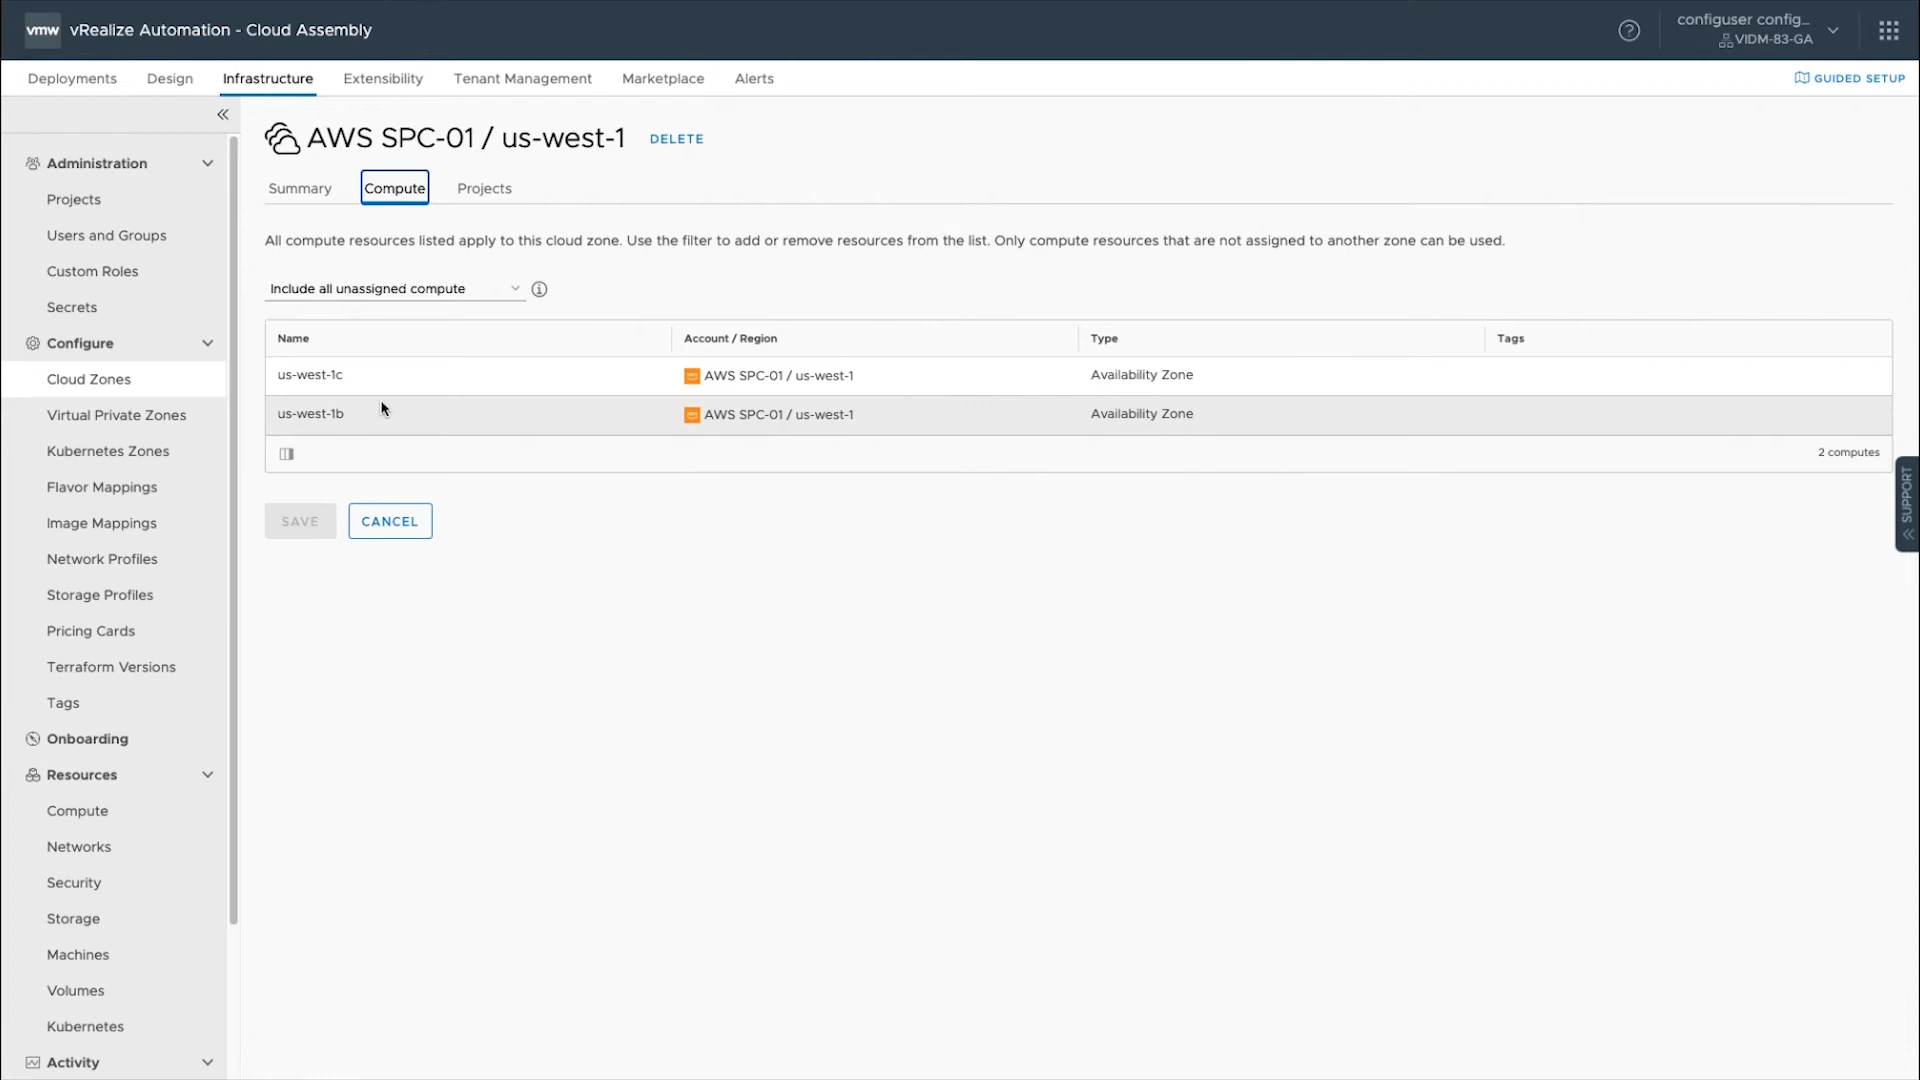 vmw vRealize Automation - Cloud Assembly
configuser config...
VIDM-83-GA
Deployments Design Infrastructure Extensibility Tenant Management Marketplace Alerts
GUIDED SETUP
Administration
Projects
Users and Groups
Custom Roles
Secrets
Configure
Cloud Zones
Virtual Private Zones
Kubernetes Zones
Flavor Mappings
Image Mappings
Network Profiles
Storage Profiles
Pricing Cards
Terraform Versions
Tags
Onboarding
Resources
Compute
Networks
Security
Storage
Machines
Volumes
Kubernetes
Activity
AWS SPC-01 / us-west-1 DELETE
Summary Compute Projects
All compute resources listed apply to this cloud zone. Use the filter to add or remove resources from the list. Only compute resources that are not assigned to another zone can be used.
Include all unassigned compute
Name Account / Region Type Tags
us-west-1c AWS SPC-01 / us-west-1 Availability Zone
us-west-1b AWS SPC-01 / us-west-1 Availability Zone
2 computes
SAVE CANCEL
SUPPORT